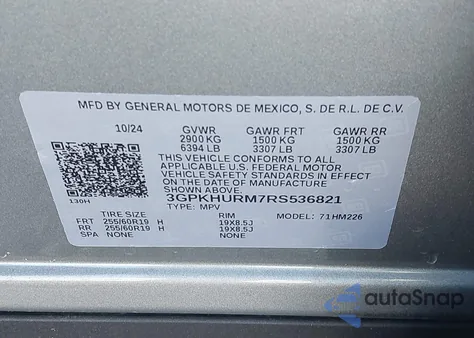 MFD BY GENERAL MOTORS DE MEXICO, S. DE R.L. DE C.V.
10/24 GVWR GAWR FRT GAWR RR
2900 KG 1500 KG 1500 KG
6394 LB 3307 LB 3307 LB
THIS VEHICLE CONFORMS TO ALL
APPLICABLE U.S. FEDERAL MOTOR
VEHICLE SAFETY STANDARDS IN EFFECT
ON THE DATE OF MANUFACTURE
SHOWN ABOVE.
3GPKHURM7RS536821
130H TYPE: MPV MODEL: 71HM226
TIRE SIZE RIM
FRT 255/60R19 H 19X8.5J
RR 255/60R19 H 19X8.5J
SPA NONE NONE
autoSnap